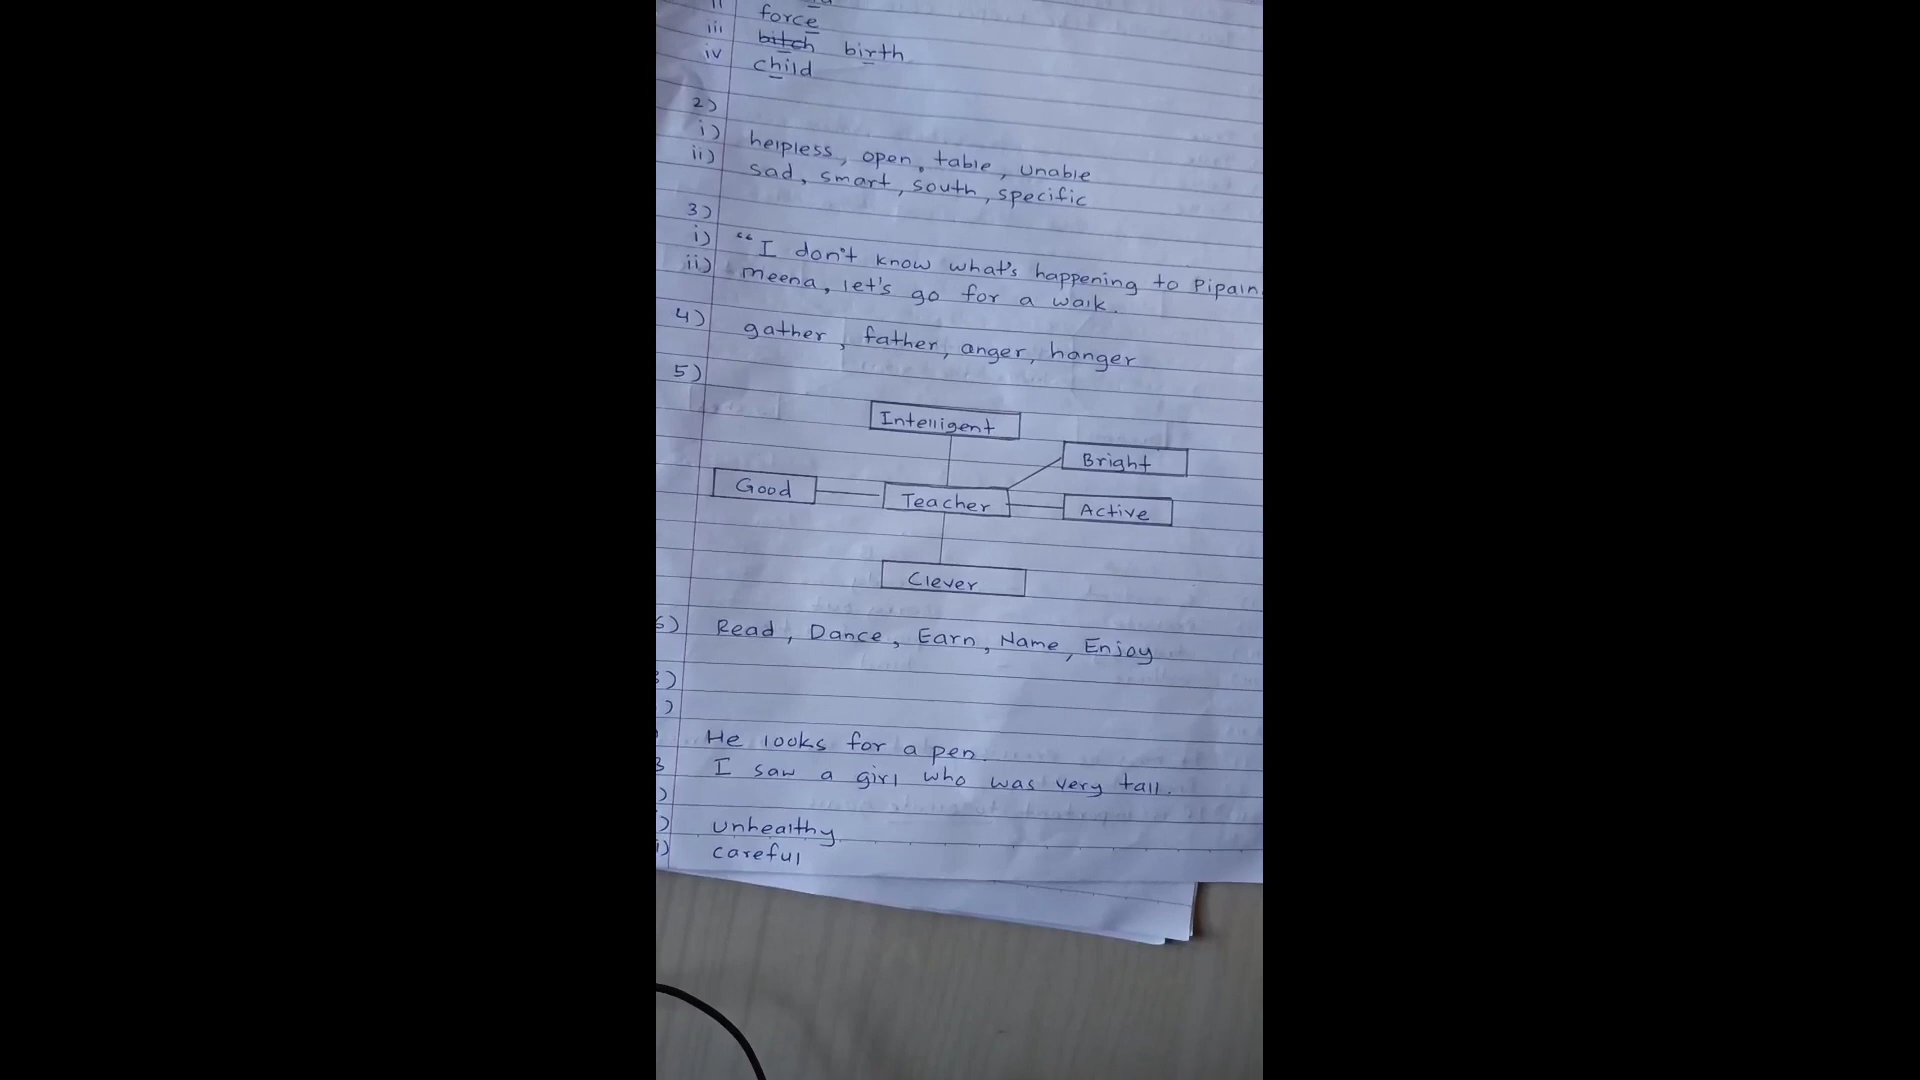 ii force
iii bitch birth
iv child
2)
i) helpless, open, table, unable
ii) sad, smart, south, specific
3)
i) “I don't know what's happening to Pipain
ii) meena, let's go for a walk.
4) gather, father, anger, hanger
5)
Intelligent
Bright
Good Teacher Active
Clever
6) Read, Dance, Earn, Name, Enjoy
)
)
He looks for a pen.
I saw a girl who was very tall.
)
) unhealthy
i) careful